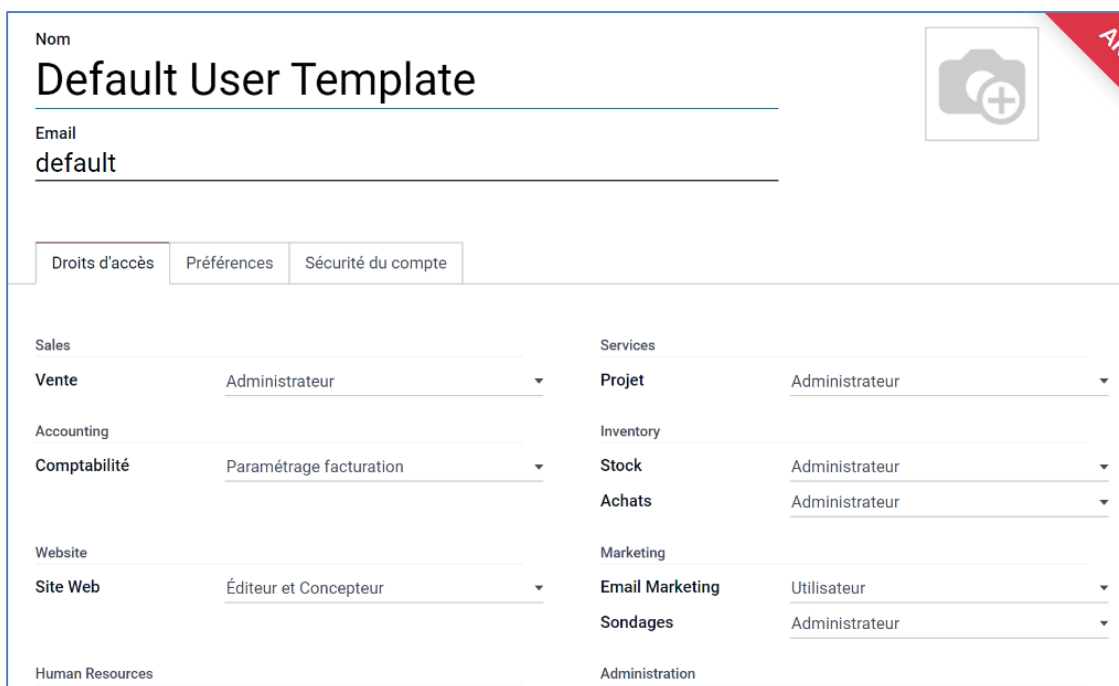 Nom
Default User Template
Email
default
Droits d'accès Préférences Sécurité du compte
Sales Services
Vente Administrateur Projet Administrateur
Accounting Inventory
Comptabilité Paramétrage facturation Stock Administrateur
Achats Administrateur
Website Marketing
Site Web Éditeur et Concepteur Email Marketing Utilisateur
Sondages Administrateur
Human Resources Administration